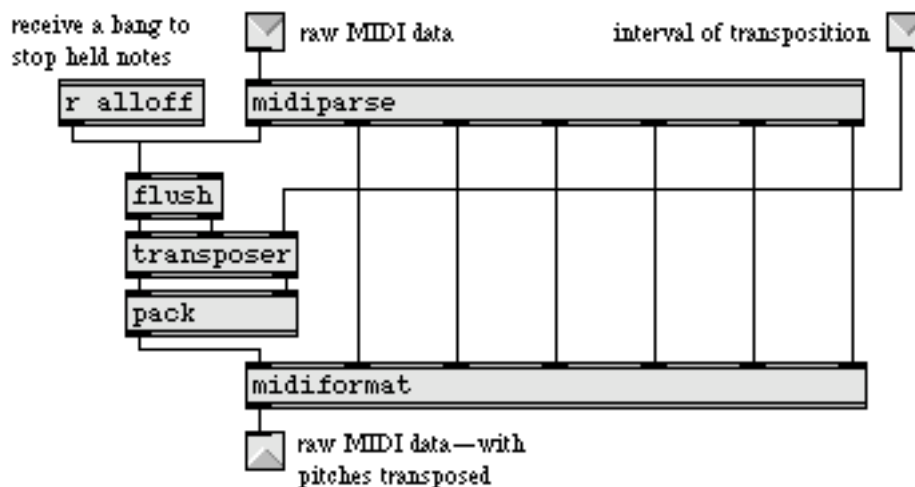 receive a bang to
stop held notes
raw MIDI data
interval of transposition
r alloff
midiparse
flush
transposer
pack
midiformat
raw MIDI data—with
pitches transposed